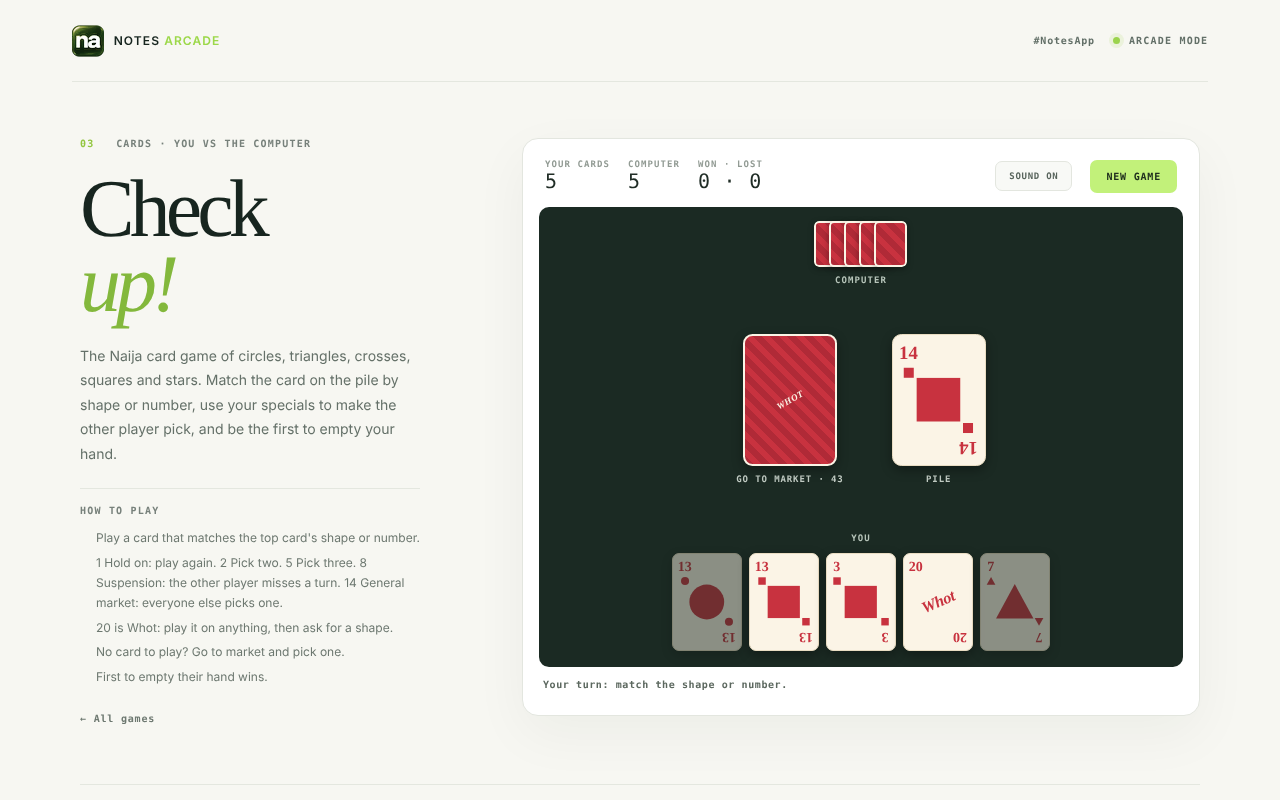 na NOTES ARCADE
#NotesApp ARCADE MODE
03 CARDS · YOU VS THE COMPUTER
Check
up!
The Naija card game of circles, triangles, crosses,
squares and stars. Match the card on the pile by
shape or number, use your specials to make the
other player pick, and be the first to empty your
hand.
HOW TO PLAY
Play a card that matches the top card's shape or number.
1 Hold on: play again. 2 Pick two. 5 Pick three. 8
Suspension: the other player misses a turn. 14 General
market: everyone else picks one.
20 is Whot: play it on anything, then ask for a shape.
No card to play? Go to market and pick one.
First to empty their hand wins.
← All games
YOUR CARDS COMPUTER WON · LOST
5 5 0 · 0
SOUND ON NEW GAME
COMPUTER
WHOT
14
14
GO TO MARKET · 43 PILE
YOU
13 13 3 20 7
Whot
13 13 3 20 7
Your turn: match the shape or number.